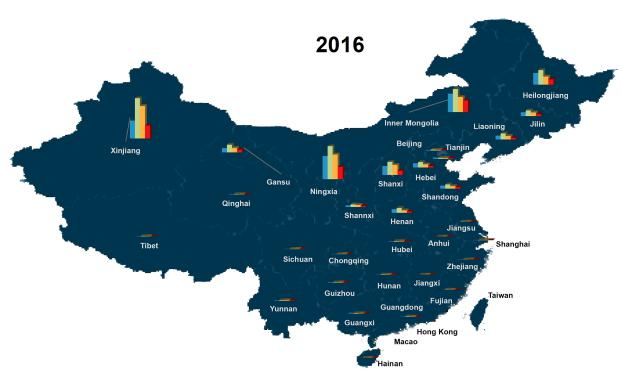 2016
Heilongjiang
Inner Mongolia
Liaoning
Jilin
Beijing
Tianjin
Xinjiang
Gansu
Ningxia
Shanxi
Hebei
Shandong
Qinghai
Shannxi
Henan
Jiangsu
Tibet
Hubei
Anhui
Shanghai
Sichuan
Chongqing
Zhejiang
Guizhou
Hunan
Jiangxi
Fujian
Taiwan
Yunnan
Guangdong
Guangxi
Hong Kong
Macao
Hainan